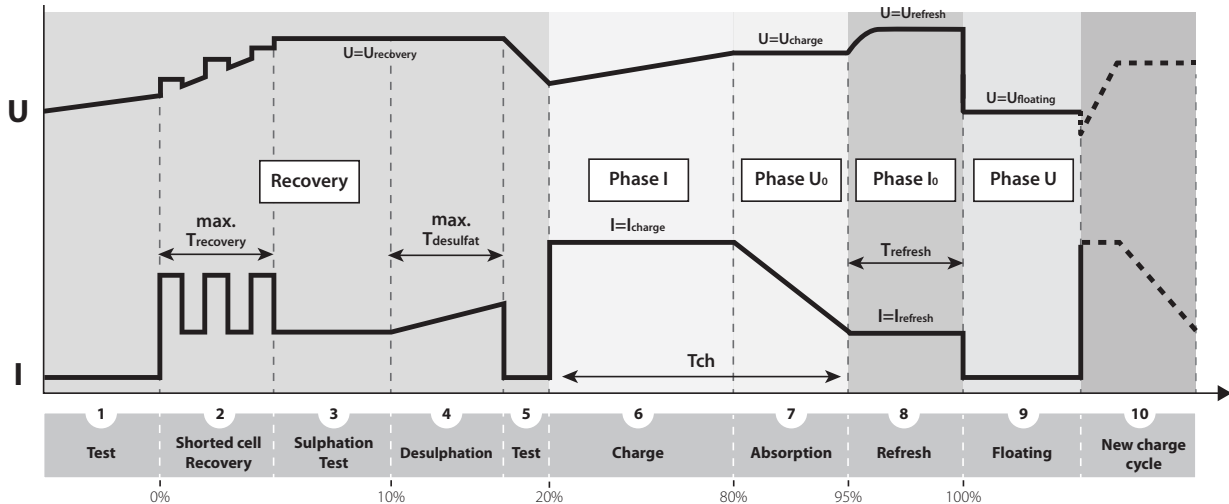 U=Urefresh
U=Urecovery
U=Ucharge
U
U=Ufloating
Recovery
Phase I
Phase U0
Phase I0
Phase U
max.
Trecovery
max.
Tdesulfat
I=Icharge
Trefresh
I=Irefresh
Tch
I
1 2 3 4 5 6 7 8 9 10
Test
Shorted cell
Recovery
Sulphation
Test
Desulphation
Test
Charge
Absorption
Refresh
Floating
New charge
cycle
0% 10% 20% 80% 95% 100%